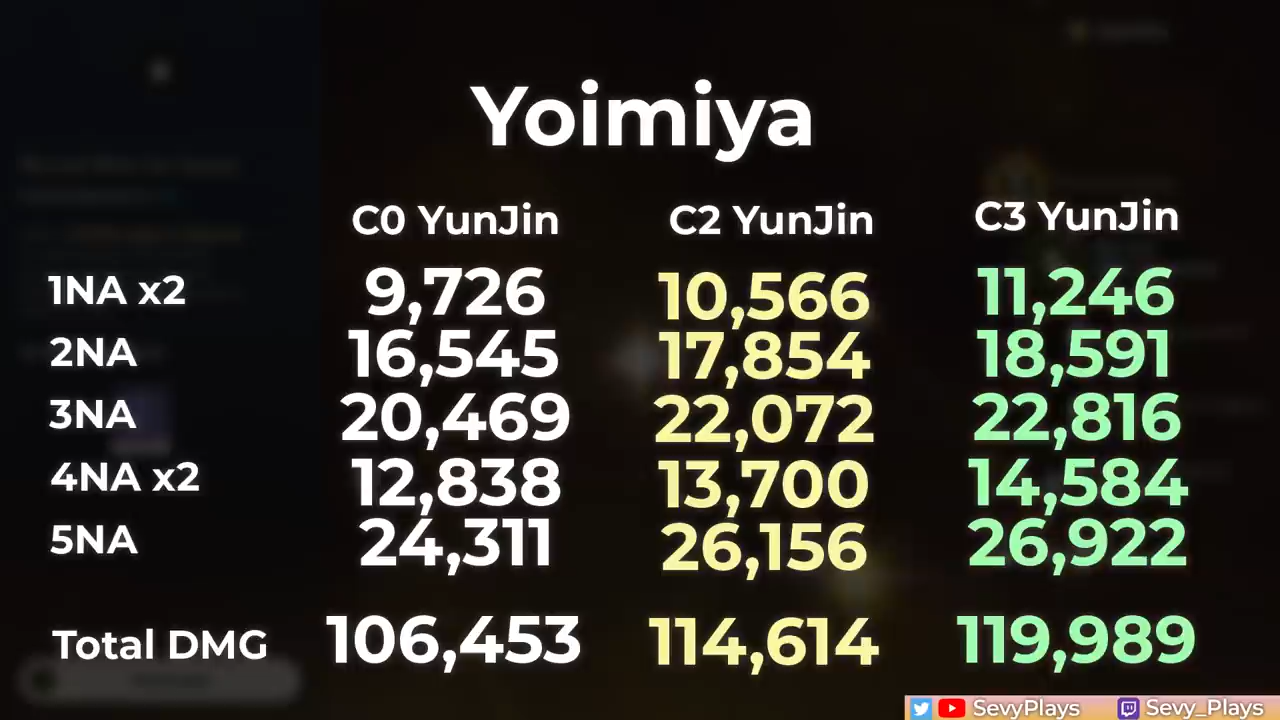 Yoimiya
C0 YunJin C2 YunJin C3 YunJin
1NA x2 9,726 10,566 11,246
2NA 16,545 17,854 18,591
3NA 20,469 22,072 22,816
4NA x2 12,838 13,700 14,584
5NA 24,311 26,156 26,922
Total DMG 106,453 114,614 119,989
SevyPlays Sevy_Plays